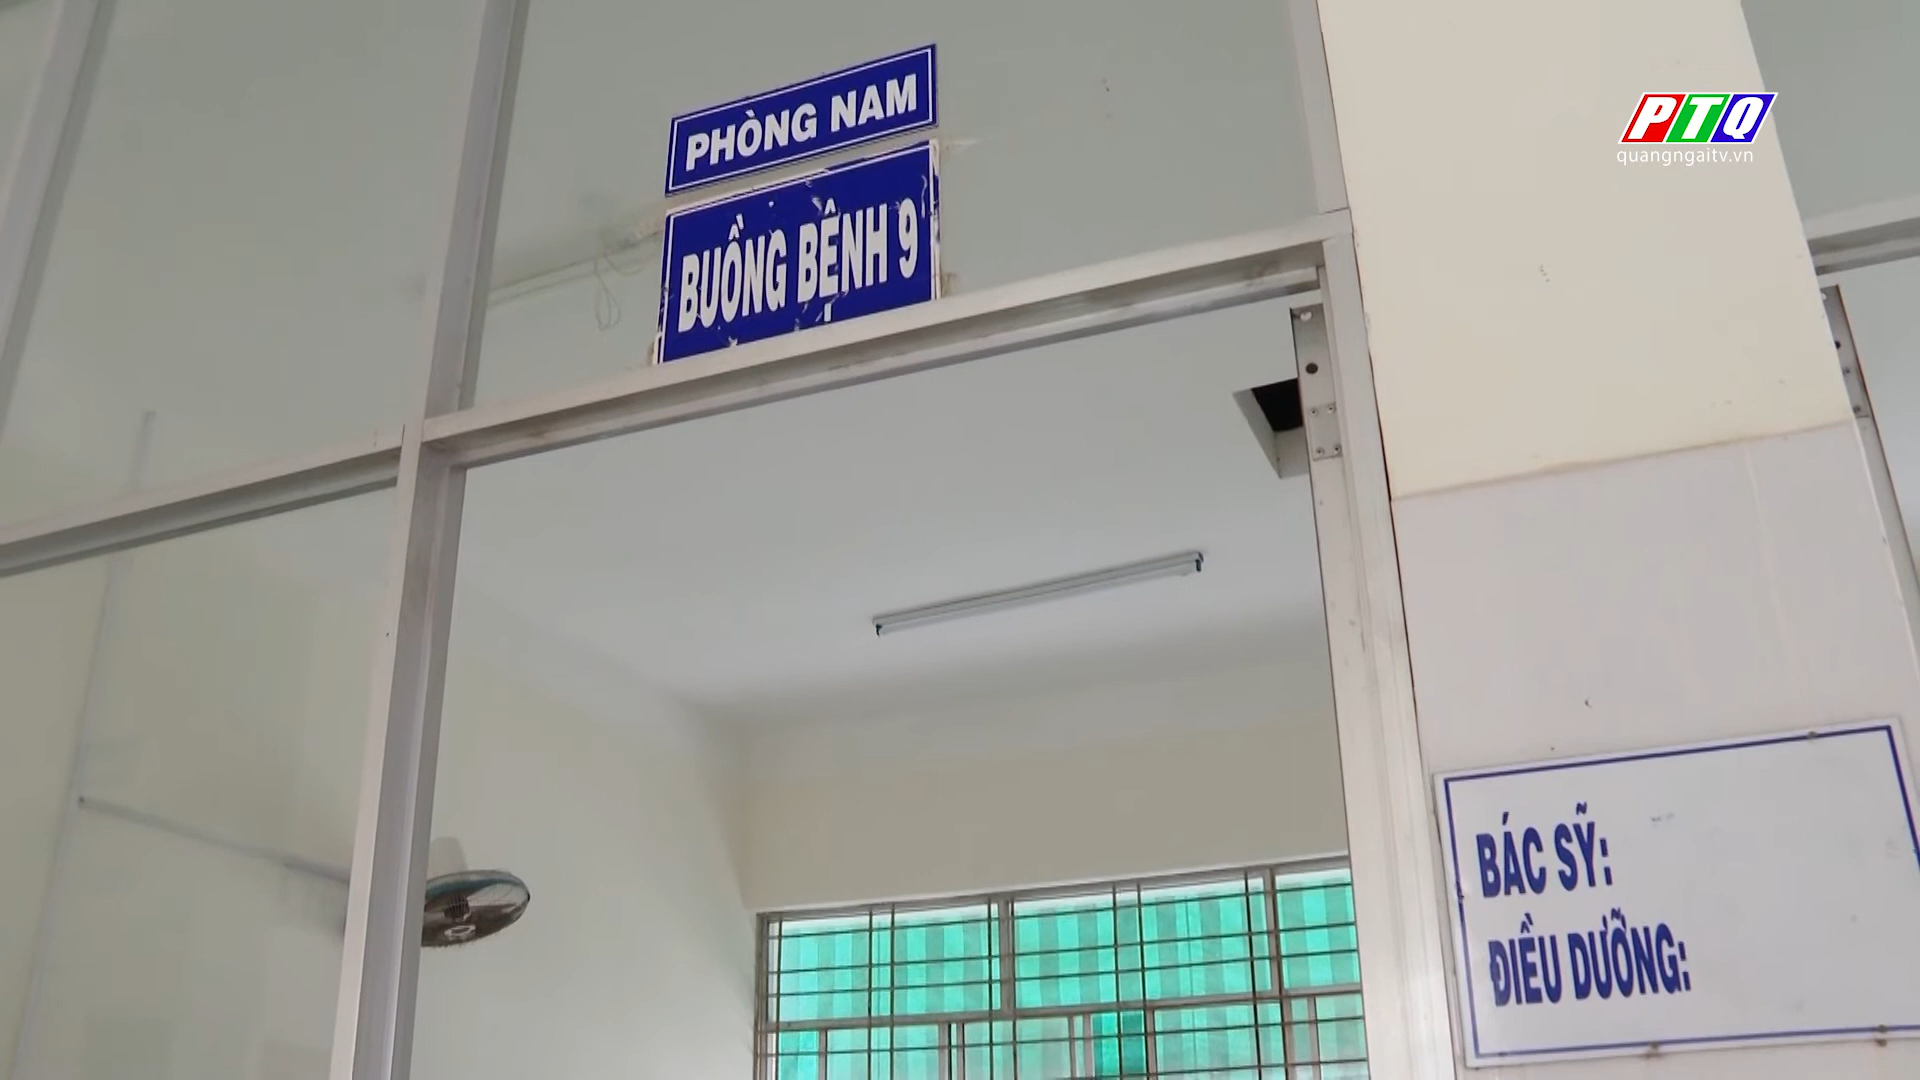 PHÒNG NAM
BUỒNG BỆNH 9
PTQ
quangngaitv.vn
BÁC SỸ:
ĐIỀU DƯỠNG: